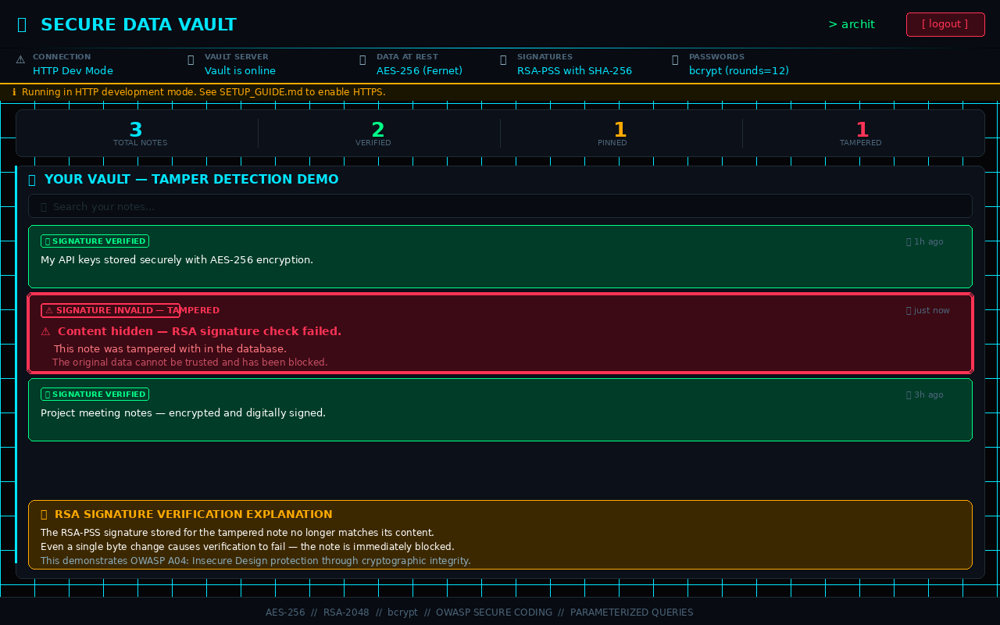 SECURE DATA VAULT
> archit
[ logout ]
CONNECTION
HTTP Dev Mode
VAULT SERVER
Vault is online
DATA AT REST
AES-256 (Fernet)
SIGNATURES
RSA-PSS with SHA-256
PASSWORDS
bcrypt (rounds=12)
ℹ Running in HTTP development mode. See SETUP_GUIDE.md to enable HTTPS.
3
TOTAL NOTES
2
VERIFIED
1
PINNED
1
TAMPERED
YOUR VAULT — TAMPER DETECTION DEMO
Search your notes...
SIGNATURE VERIFIED
1h ago
My API keys stored securely with AES-256 encryption.
⚠ SIGNATURE INVALID — TAMPERED
just now
⚠ Content hidden — RSA signature check failed.
This note was tampered with in the database.
The original data cannot be trusted and has been blocked.
SIGNATURE VERIFIED
3h ago
Project meeting notes — encrypted and digitally signed.
RSA SIGNATURE VERIFICATION EXPLANATION
The RSA-PSS signature stored for the tampered note no longer matches its content.
Even a single byte change causes verification to fail — the note is immediately blocked.
This demonstrates OWASP A04: Insecure Design protection through cryptographic integrity.
AES-256 // RSA-2048 // bcrypt // OWASP SECURE CODING // PARAMETERIZED QUERIES